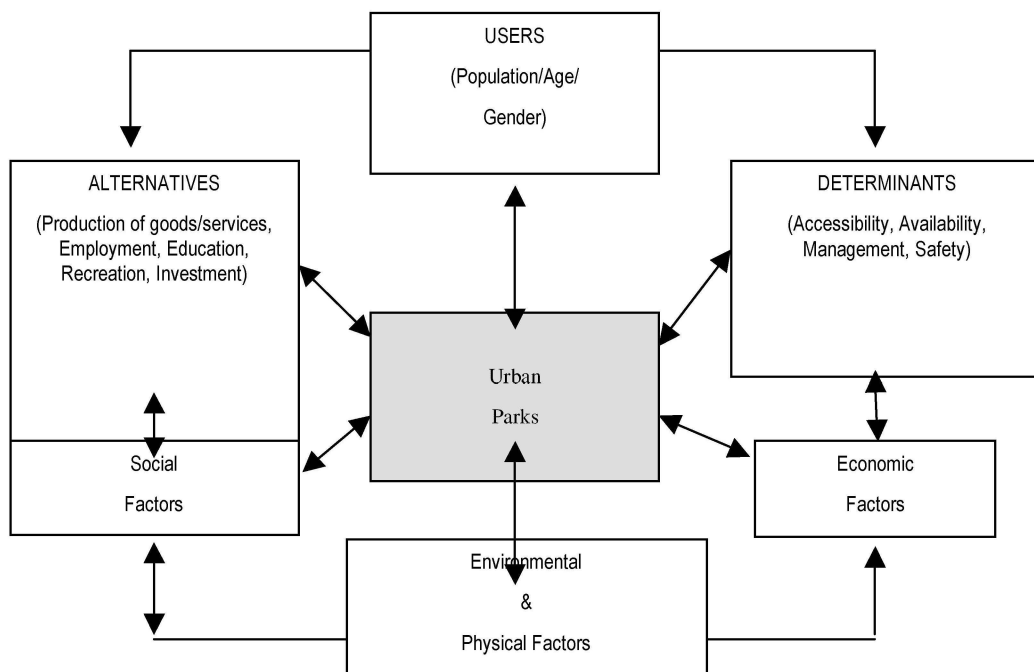 USERS
(Population/Age/
Gender)
ALTERNATIVES
(Production of goods/services,
Employment, Education,
Recreation, Investment)
DETERMINANTS
(Accessibility, Availability,
Management, Safety)
Urban
Parks
Social
Factors
Economic
Factors
Environmental
&
Physical Factors